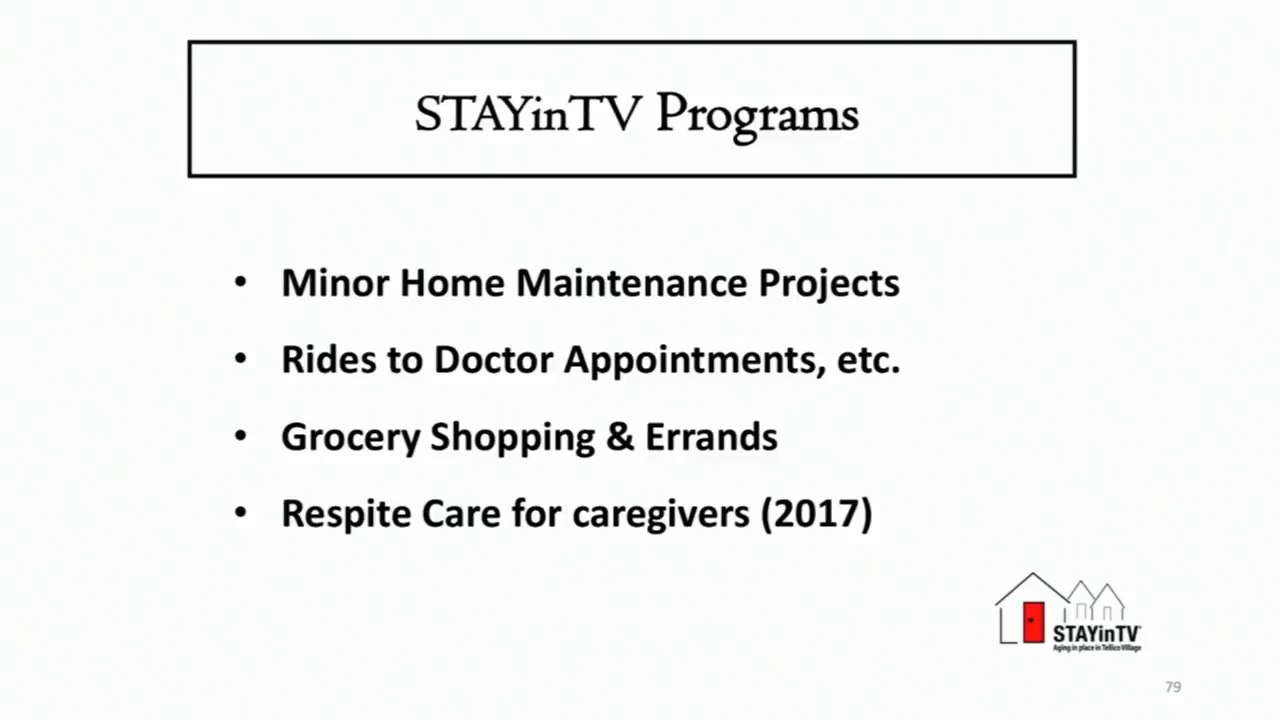 STAYinTV Programs
• Minor Home Maintenance Projects
• Rides to Doctor Appointments, etc.
• Grocery Shopping & Errands
• Respite Care for caregivers (2017)
STAYinTV
Aging in place in Tellico Village
79